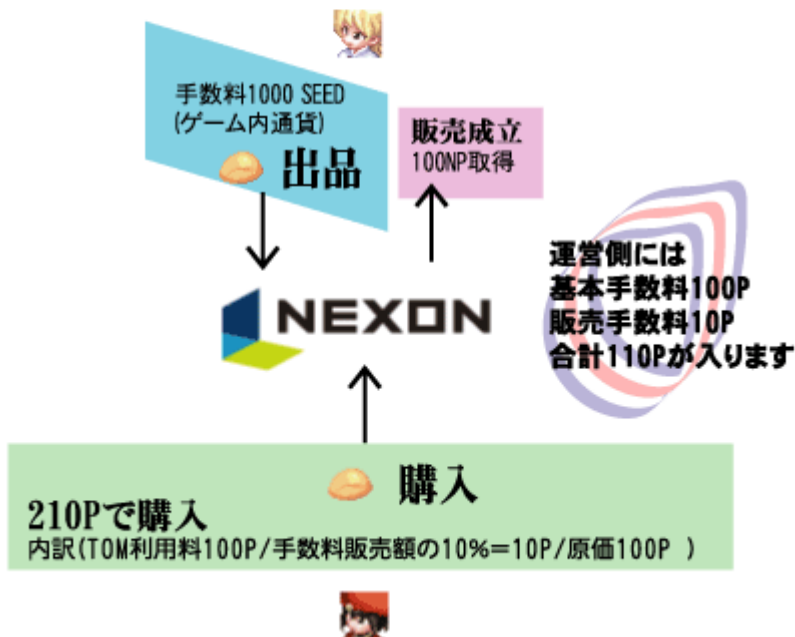 手数料1000 SEED
(ゲーム内通貨)
出品
販売成立
100NP取得
運営側には
基本手数料100P
販売手数料10P
合計110Pが入ります
NEXON
購入
210Pで購入
内訳(TOM利用料100P/手数料販売額の10%=10P/原価100P )